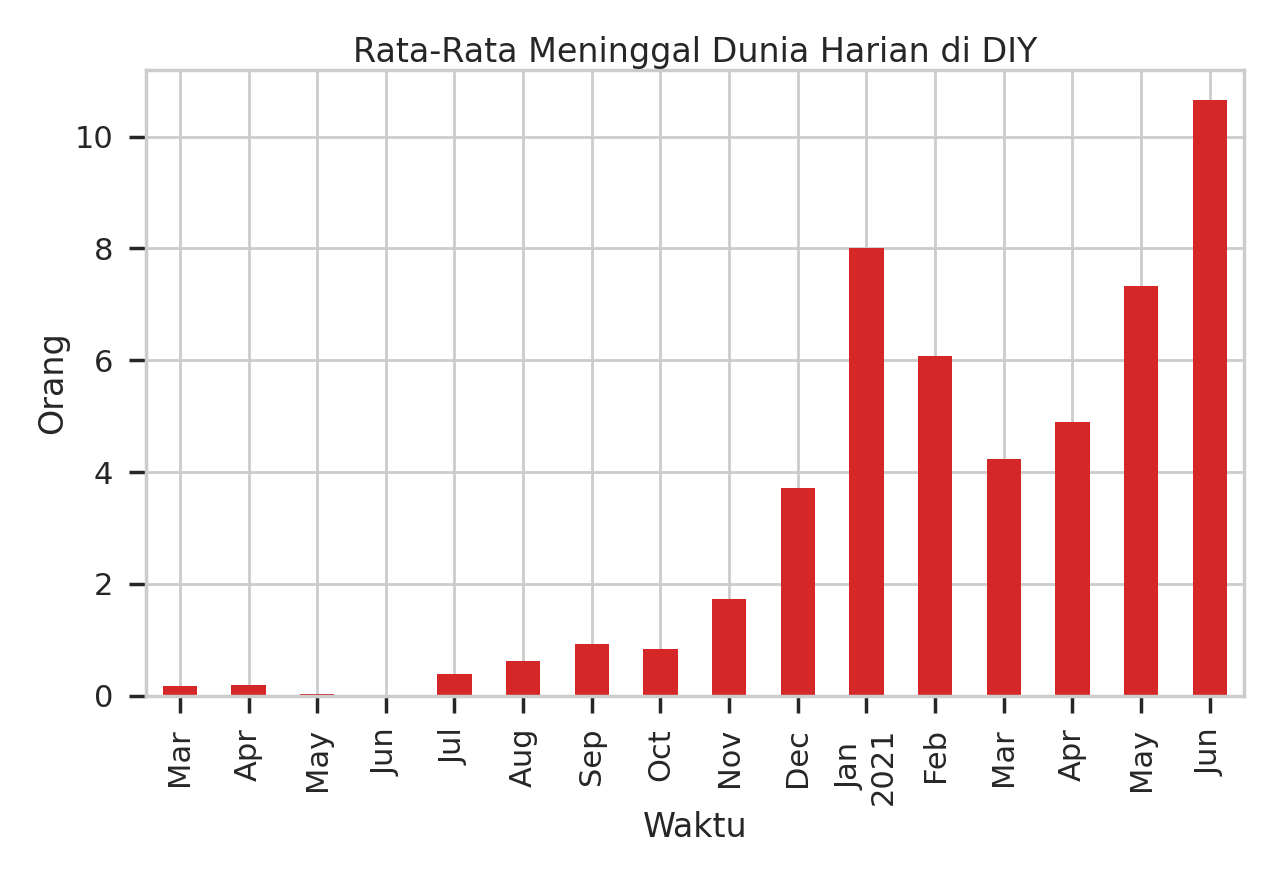 Rata-Rata Meninggal Dunia Harian di DIY
Orang
10
8
6
4
2
0
Mar
Apr
May
Jun
Jul
Aug
Sep
Oct
Nov
Dec
Jan
2021
Feb
Mar
Apr
May
Jun
Waktu